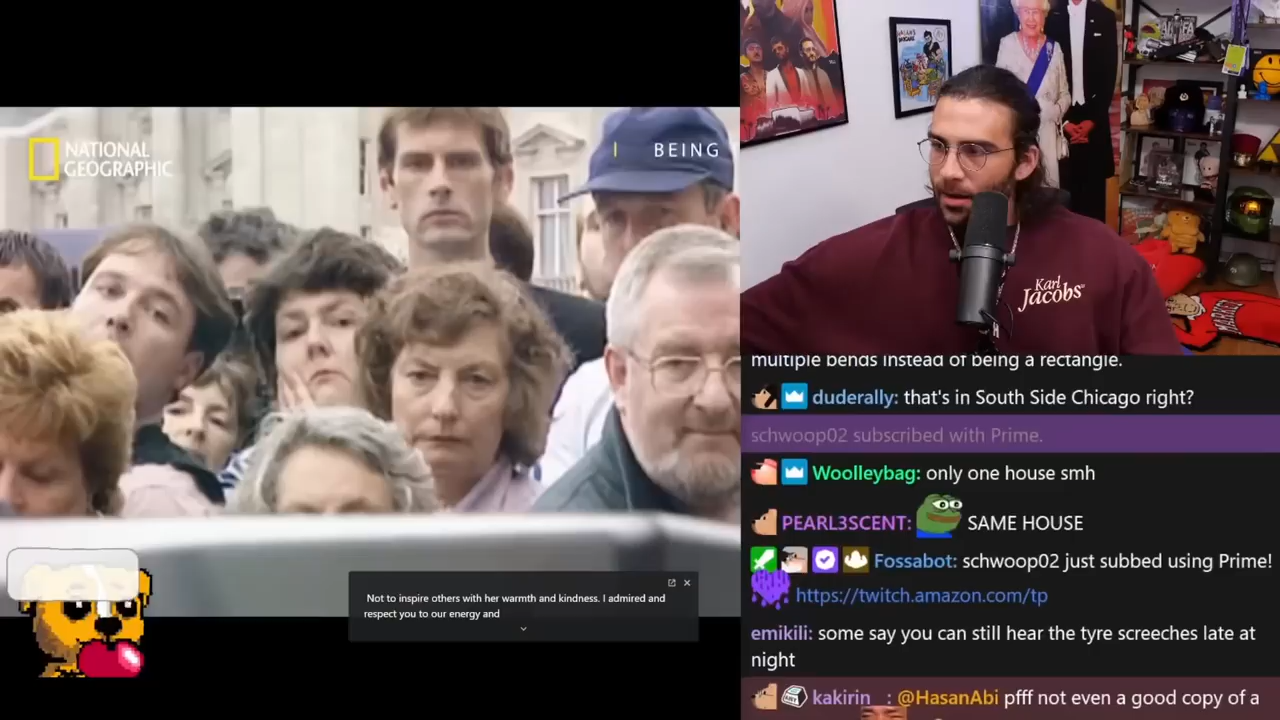 NATIONAL
GEOGRAPHIC
BEING
Not to inspire others with her warmth and kindness. I admired and
respect you to our energy and
Karl
Jacobs
multiple bends instead of being a rectangle.
duderally: that's in South Side Chicago right?
schwoop02 subscribed with Prime.
Woolleybag: only one house smh
PEARL3SCENT: SAME HOUSE
Fossabot: schwoop02 just subbed using Prime!
https://twitch.amazon.com/tp
emikili: some say you can still hear the tyre screeches late at
night
kakirin : @HasanAbi pfff not even a good copy of a